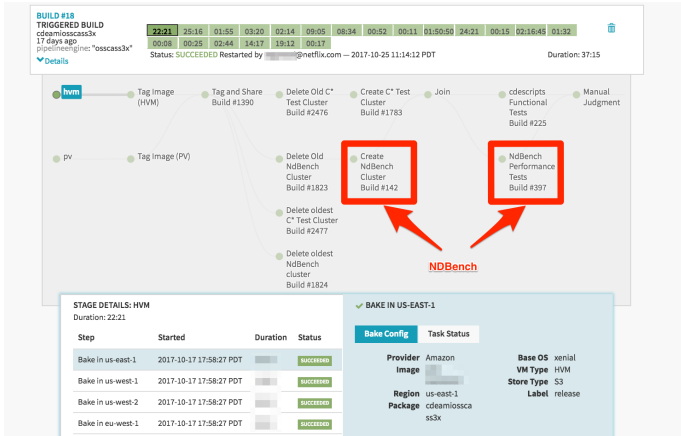 BUILD #18
TRIGGERED BUILD
cdeamiosscass3x
17 days ago
pipelineengine: "osscass3x"
Details
22:21 25:16 01:55 03:20 02:14 09:05 08:34 00:52 00:11 01:50:50 24:21 00:15 02:16:45 01:32
00:08 00:25 02:44 14:17 19:12 00:17
Status: SUCCEEDED Restarted by @netflix.com — 2017-10-25 11:14:12 PDT
Duration: 37:15
hvm
Tag Image
(HVM)
Tag and Share
Build #1390
Delete Old C*
Test Cluster
Build #2476
Create C* Test
Cluster
Build #1783
Join
cdescripts
Functional
Tests
Build #225
Manual
Judgment
pv
Tag Image (PV)
Delete Old
NdBench
Cluster
Build #1823
Create
NdBench
Cluster
Build #142
NdBench
Performance
Tests
Build #397
Delete oldest
C* Test Cluster
Build #2477
Delete oldest
NdBench
cluster
Build #1824
NDBench
STAGE DETAILS: HVM
Duration: 22:21
Step Started Duration Status
Bake in us-east-1 2017-10-17 17:58:27 PDT SUCCEEDED
Bake in us-west-1 2017-10-17 17:58:27 PDT SUCCEEDED
Bake in us-west-2 2017-10-17 17:58:27 PDT SUCCEEDED
Bake in eu-west-1 2017-10-17 17:58:27 PDT SUCCEEDED
BAKE IN US-EAST-1
Bake Config Task Status
Provider Amazon
Image
Region us-east-1
Package cdeamiossca
ss3x
Base OS xenial
VM Type HVM
Store Type S3
Label release